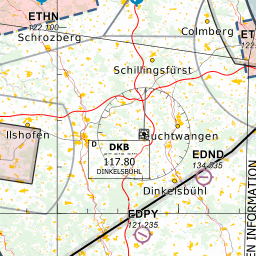 ETHN
122.100
Schrozberg
Colmberg
ET
Schillingsfürst
Ilshofen
Feuchtwangen
D
DKB
117.80
DINKELSBÜHL
EDND
134.535
Dinkelsbühl
EDPY
121.235
EN INFORMATION